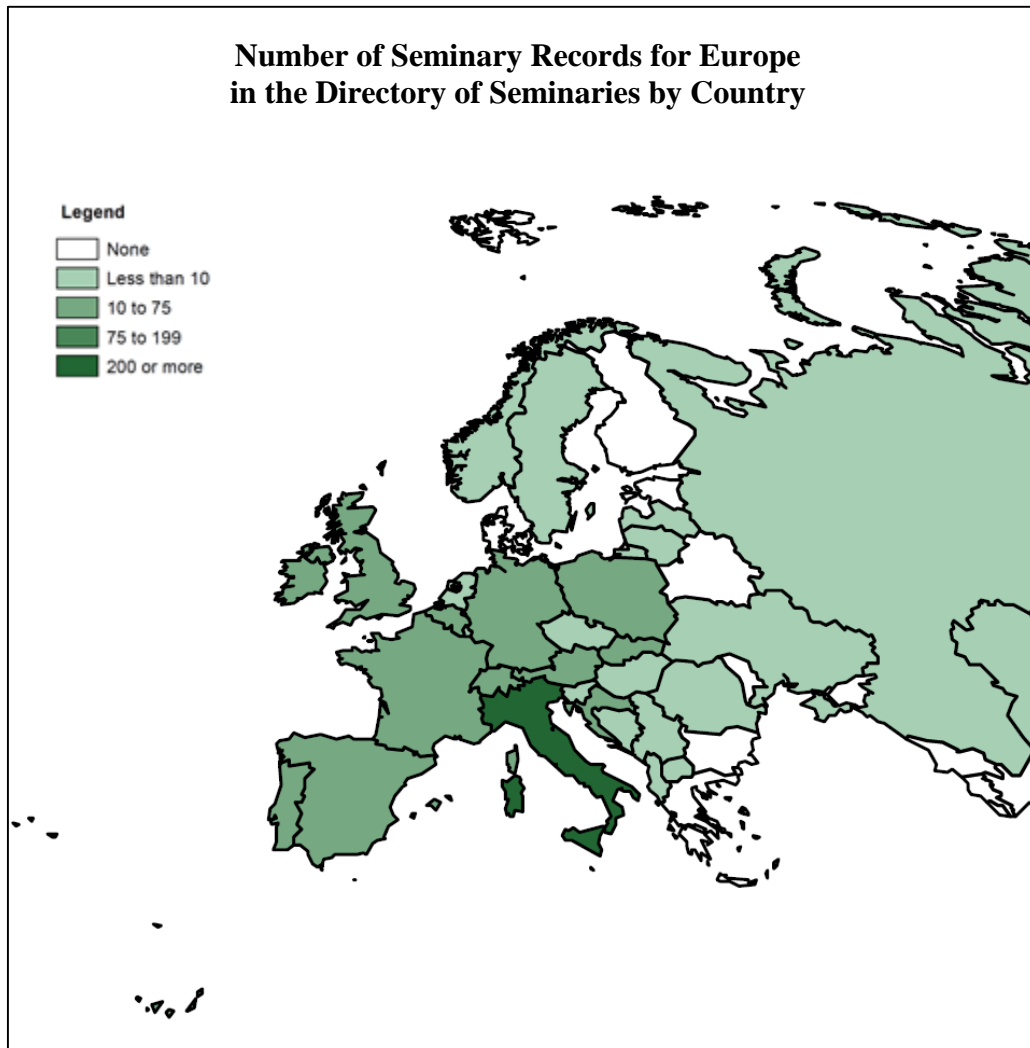 Number of Seminary Records for Europe
in the Directory of Seminaries by Country
Legend
None
Less than 10
10 to 75
75 to 199
200 or more